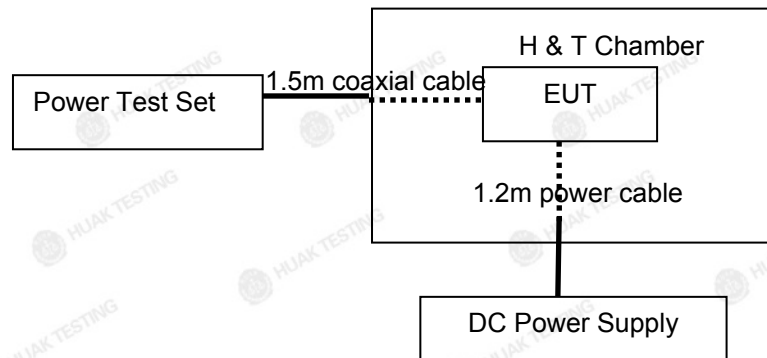 H & T Chamber
1.5m coaxial cable
Power Test Set
EUT
1.2m power cable
DC Power Supply
HUAK TESTING
HUAK TESTING
HUAK TESTING
HUAK TESTING
HUAK TESTING
HUAK TESTING
HUAK TESTING
HUAK TESTING